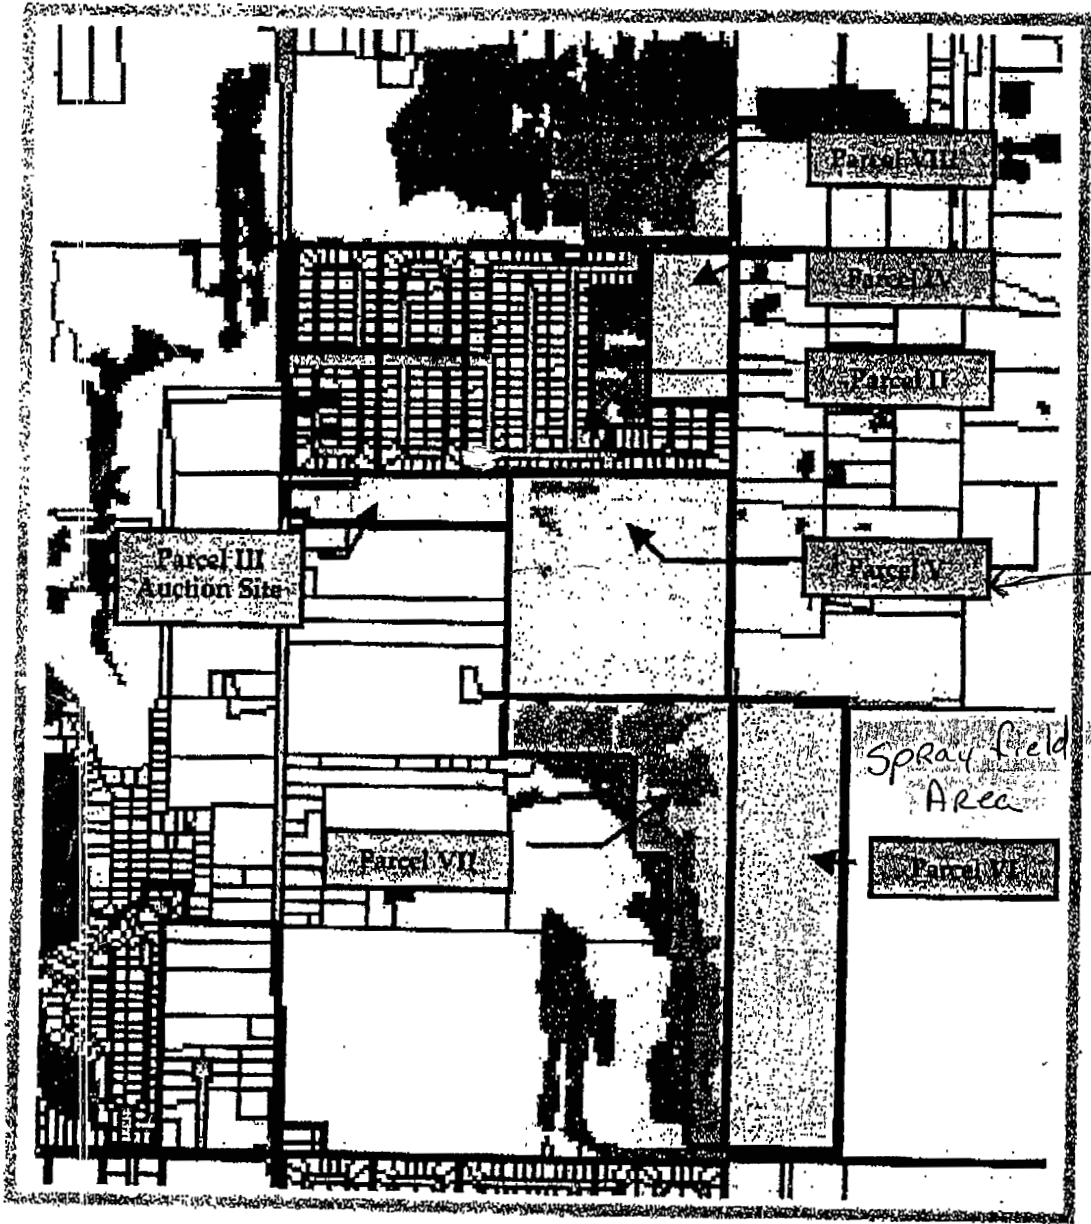 Parcel VIII
Parcel IV
Parcel II
Parcel III
Auction Site
Parcel V
Spray field
Area
Parcel VII
Parcel VI